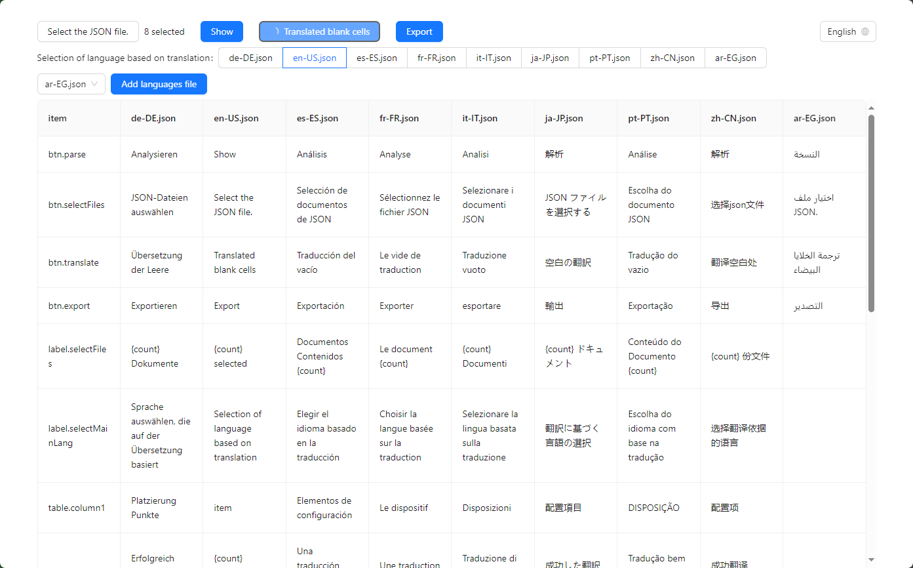 Select the JSON file. 8 selected Show Translated blank cells Export English
Selection of language based on translation: de-DE.json en-US.json es-ES.json fr-FR.json it-IT.json ja-JP.json pt-PT.json zh-CN.json ar-EG.json
ar-EG.json Add languages file
item de-DE.json en-US.json es-ES.json fr-FR.json it-IT.json ja-JP.json pt-PT.json zh-CN.json ar-EG.json
btn.parse Analysieren Show Análisis Analyse Analisi 解析 Análise 解析 النسخة
btn.selectFiles
JSON-Dateien
auswählen
Select the
JSON file.
Selección de
documentos
de JSON
Sélectionnez le
fichier JSON
Selezionare i
documenti
JSON
JSON ファイル
を選択する
Escolha do
documento
JSON
选择json文件
اختيار ملف
JSON.
btn.translate
Übersetzung
der Leere
Translated
blank cells
Traducción del
vacío
Le vide de
traduction
Traduzione
vuoto
空白の翻訳
Tradução do
vazio
翻译空白处
ترجمة الخلايا
البيضاء
btn.export Exportieren Export Exportación Exporter esportare 輸出 Exportação 导出 التصدير
label.selectFile
s
{count}
Dokumente
{count}
selected
Documentos
Contenidos
{count}
Le document
{count}
{count}
Documenti
{count} ドキュ
メント
Conteúdo do
Documento
{count}
{count} 份文件
label.selectMai
nLang
Sprache
auswählen, die
auf der
Übersetzung
basiert
Selection of
language
based on
translation
Elegir el
idioma basado
en la
traducción
Choisir la
langue basée
sur la
traduction
Selezionare la
lingua basata
sulla
traduzione
翻訳に基づく
言語の選択
Escolha do
idioma com
base na
tradução
选择翻译依据
的语言
table.column1
Platzierung
Punkte
item
Elementos de
configuración
Le dispositif
Disposizioni
配置項目
DISPOSIÇÃO
配置项
Erfolgreich
{count}
Una
traducción
Une traduction
Traduzione di
成功した翻訳
Tradução bem
成功翻译